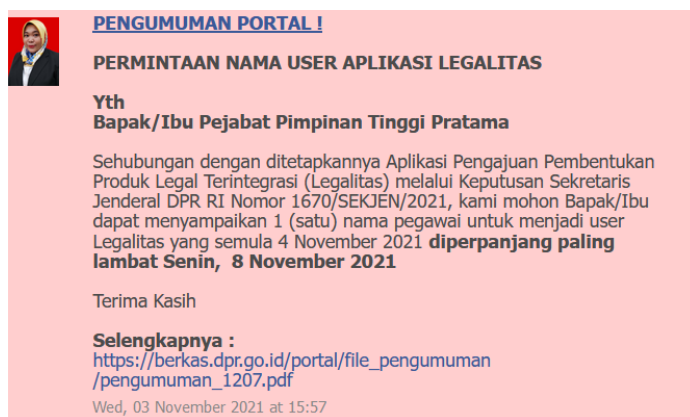 PENGUMUMAN PORTAL !
PERMINTAAN NAMA USER APLIKASI LEGALITAS
Yth
Bapak/Ibu Pejabat Pimpinan Tinggi Pratama
Sehubungan dengan ditetapkannya Aplikasi Pengajuan Pembentukan
Produk Legal Terintegrasi (Legalitas) melalui Keputusan Sekretaris
Jenderal DPR RI Nomor 1670/SEKJEN/2021, kami mohon Bapak/Ibu
dapat menyampaikan 1 (satu) nama pegawai untuk menjadi user
Legalitas yang semula 4 November 2021 diperpanjang paling
lambat Senin,  8 November 2021
Terima Kasih
Selengkapnya :
https://berkas.dpr.go.id/portal/file_pengumuman
/pengumuman_1207.pdf
Wed, 03 November 2021 at 15:57